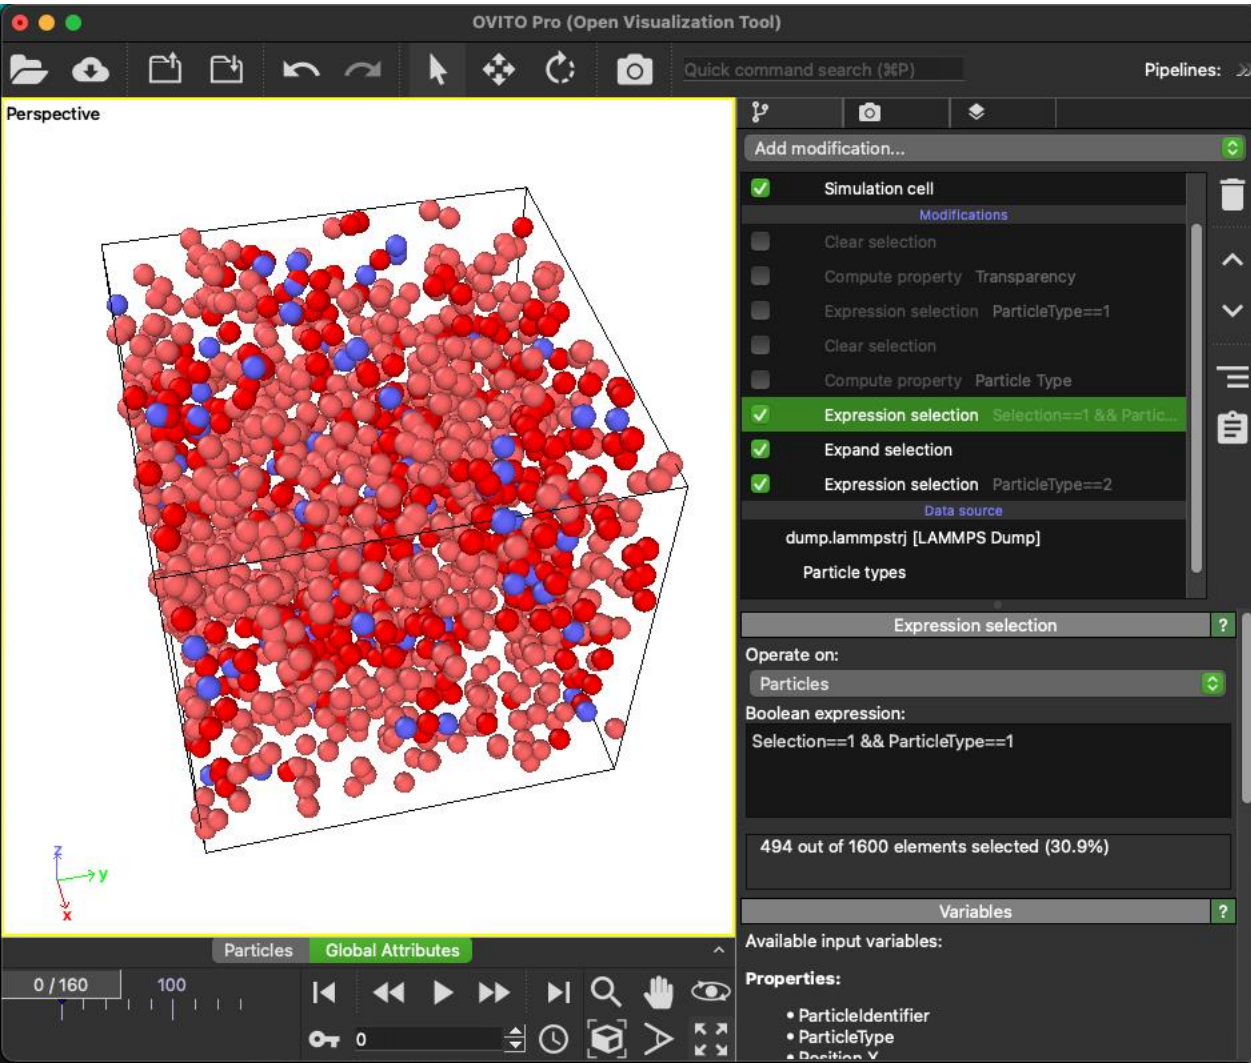 OVITO Pro (Open Visualization Tool)
Quick command search (⌘P)
Pipelines:
Perspective
Add modification...
Simulation cell
Modifications
Clear selection
Compute property Transparency
Expression selection ParticleType==1
Clear selection
Compute property Particle Type
Expression selection Selection==1 && Partic...
Expand selection
Expression selection ParticleType==2
Data source
dump.lammpstrj [LAMMPS Dump]
Particle types
Expression selection ?
Operate on:
Particles
Boolean expression:
Selection==1 && ParticleType==1
494 out of 1600 elements selected (30.9%)
Variables ?
Available input variables:
Properties:
• ParticleIdentifier
• ParticleType
• Position.X
z
y
x
Particles Global Attributes
0 / 160 100
0